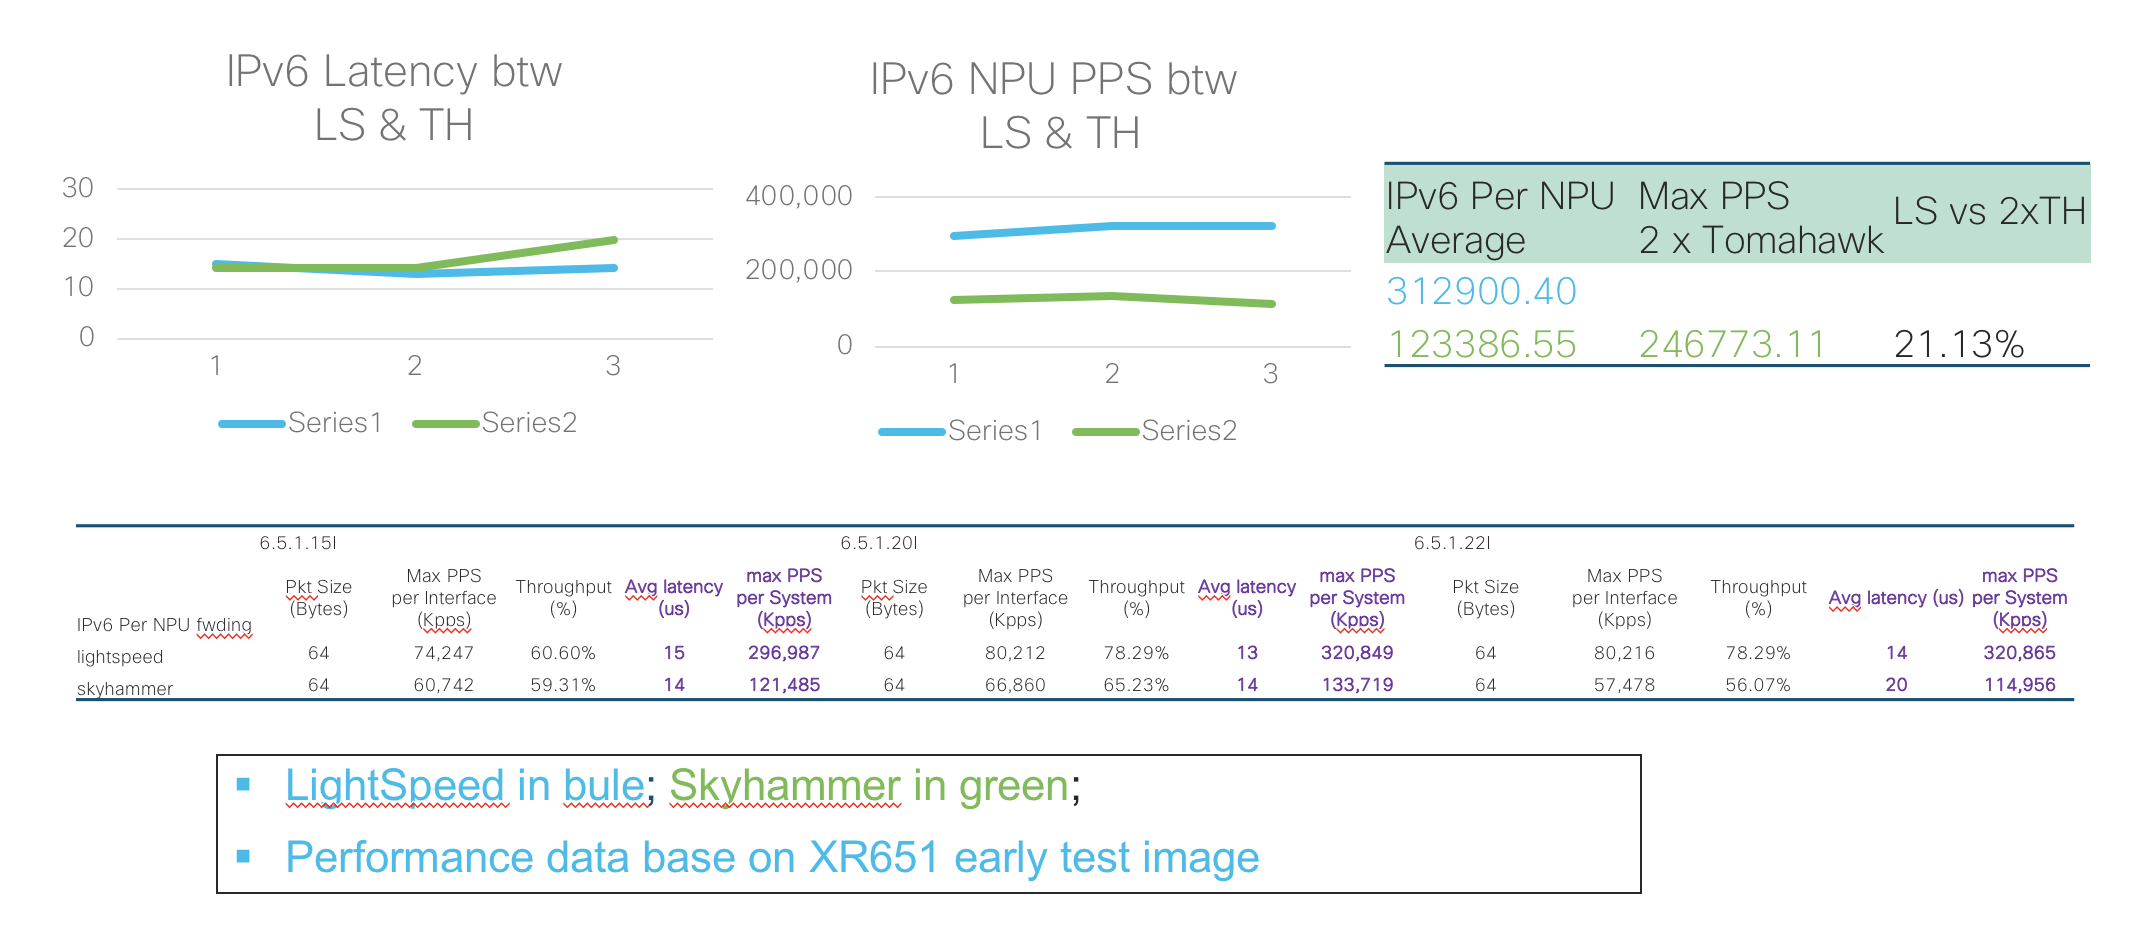 IPv6 Latency btw
LS & TH
30
20
10
0
1 2 3
Series1 Series2
IPv6 NPU PPS btw
LS & TH
400,000
200,000
0
1 2 3
Series1 Series2
IPv6 Per NPU Average Max PPS 2 x Tomahawk LS vs 2xTH
312900.40
123386.55 246773.11 21.13%
6.5.1.15I 6.5.1.20I 6.5.1.22I
IPv6 Per NPU fwding Pkt Size (Bytes) Max PPS per Interface (Kpps) Throughput (%) Avg latency (us) max PPS per System (Kpps) Pkt Size (Bytes) Max PPS per Interface (Kpps) Throughput (%) Avg latency (us) max PPS per System (Kpps) Pkt Size (Bytes) Max PPS per Interface (Kpps) Throughput (%) Avg latency (us) max PPS per System (Kpps)
lightspeed 64 74,247 60.60% 15 296,987 64 80,212 78.29% 13 320,849 64 80,216 78.29% 14 320,865
skyhammer 64 60,742 59.31% 14 121,485 64 66,860 65.23% 14 133,719 64 57,478 56.07% 20 114,956
▪ LightSpeed in bule; Skyhammer in green;
▪ Performance data base on XR651 early test image